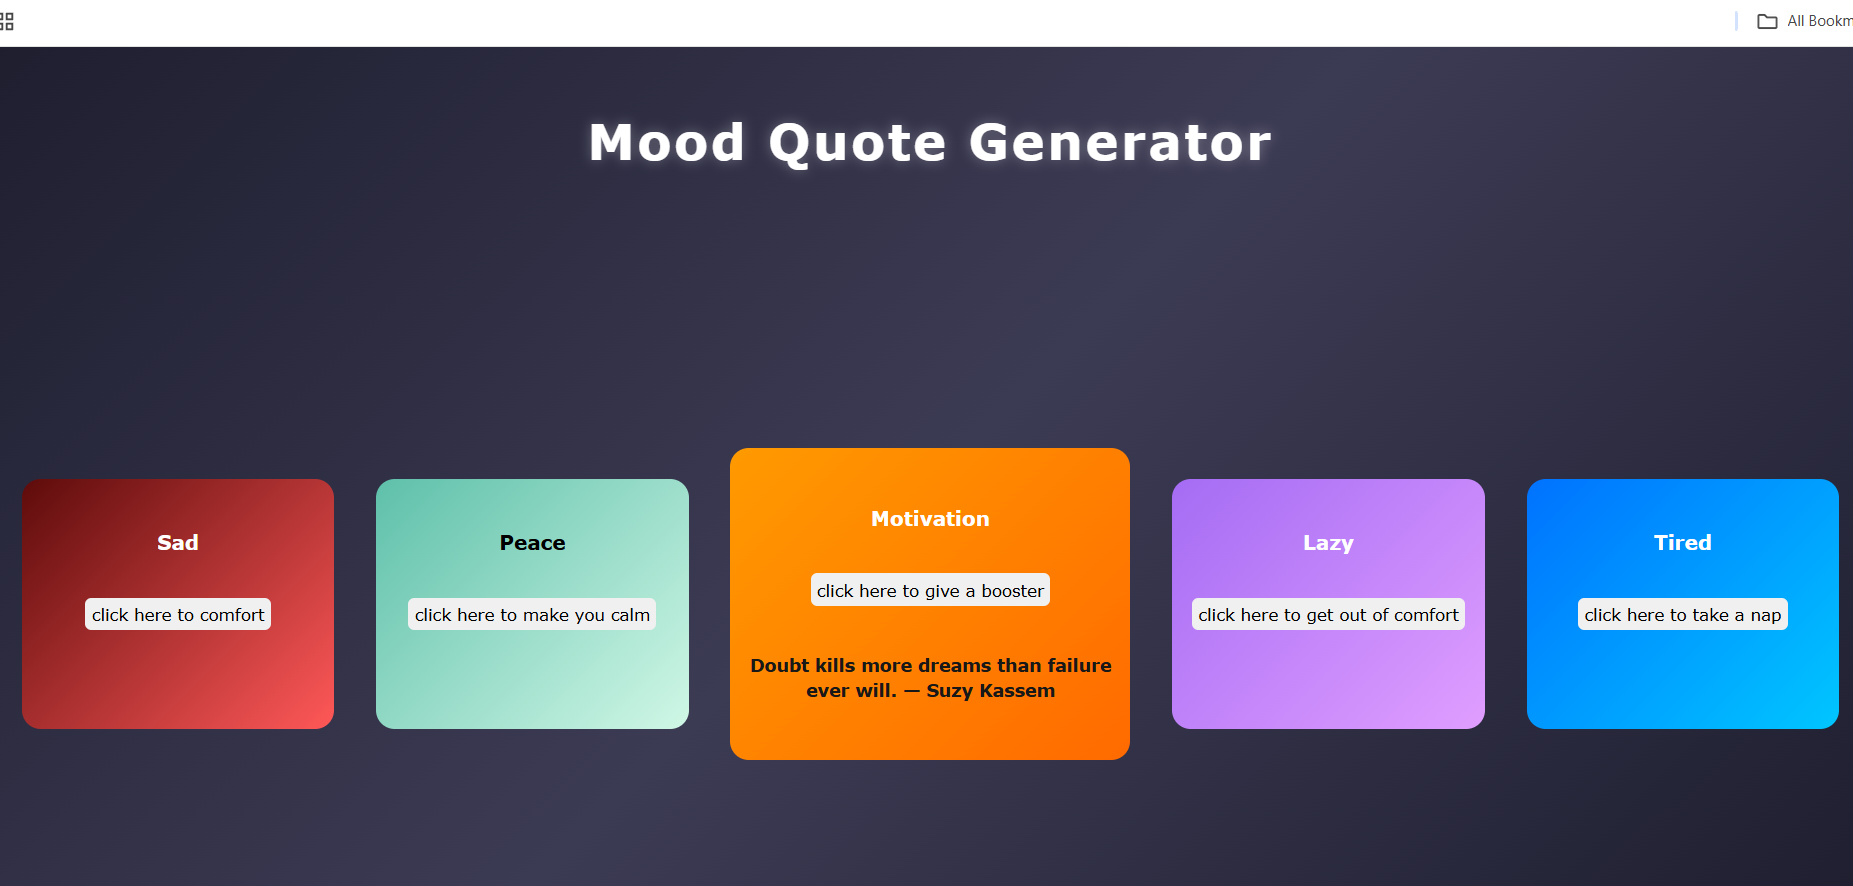 All Bookm
Mood Quote Generator
Sad
click here to comfort
Peace
click here to make you calm
Motivation
click here to give a booster
Doubt kills more dreams than failure
ever will. — Suzy Kassem
Lazy
click here to get out of comfort
Tired
click here to take a nap